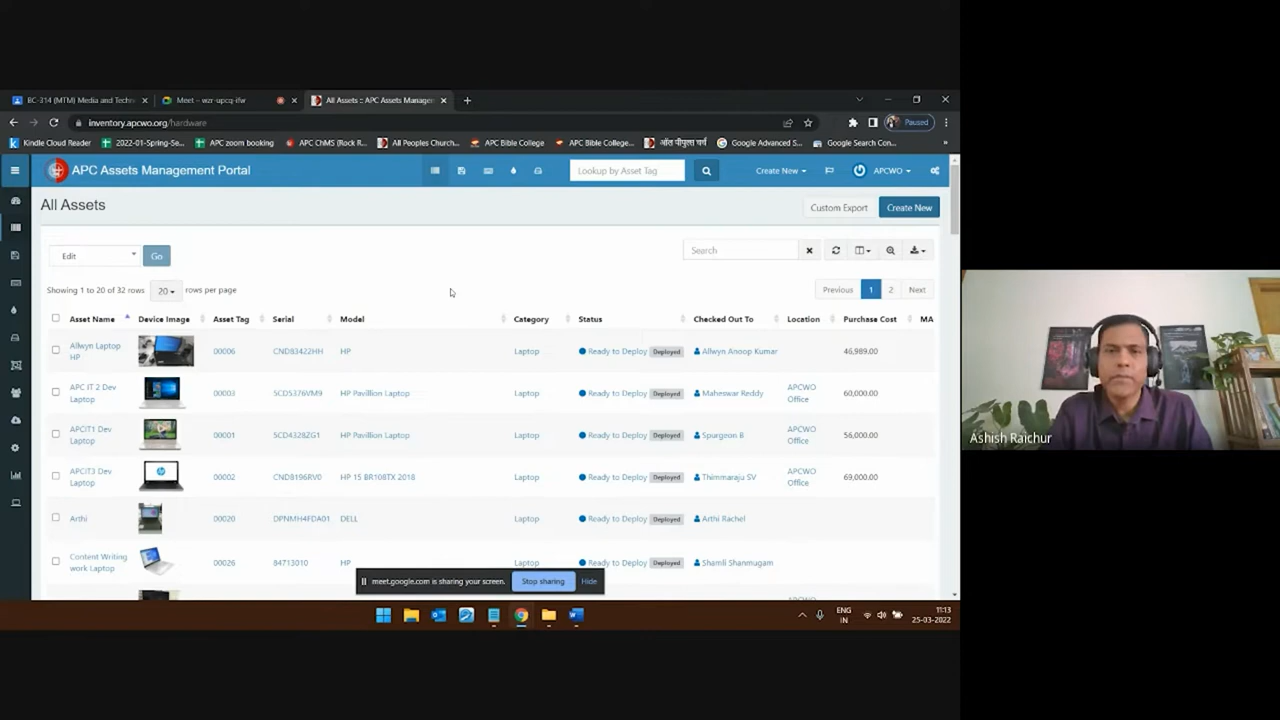 BC-314 (MTM) Media and Techn
Meet – wzr-upcq-ifw
All Assets :: APC Assets Manager
inventory.apcwo.org/hardware
Paused
Kindle Cloud Reader
2022-01-Spring-Se...
APC zoom booking
APC ChMS (Rock R...
All Peoples Church...
APC Bible College
APC Bible College...
ऑल पीपुल्स चर्च
Google Advanced S...
Google Search Con...
APC Assets Management Portal
Lookup by Asset Tag
Create New
APCWO
All Assets
Custom Export
Create New
Edit
Go
Search
Showing 1 to 20 of 32 rows
20
rows per page
Previous 1 2 Next
Asset Name Device Image Asset Tag Serial Model Category Status Checked Out To Location Purchase Cost MA
Allwyn Laptop HP 00006 CND83422HH HP Laptop Ready to Deploy Deployed Allwyn Anoop Kumar 46,989.00
APC IT 2 Dev Laptop 00003 5CD5376VM9 HP Pavillion Laptop Laptop Ready to Deploy Deployed Maheswar Reddy APCWO Office 60,000.00
APCIT1 Dev Laptop 00001 5CD4328ZG1 HP Pavillion Laptop Laptop Ready to Deploy Deployed Spurgeon B APCWO Office 56,000.00
APCIT3 Dev Laptop 00002 CND8196RV0 HP 15 BR108TX 2018 Laptop Ready to Deploy Deployed Thimmaraju SV APCWO Office 69,000.00
Arthi 00020 DPNMH4FDA01 DELL Laptop Ready to Deploy Deployed Arthi Rachel
Content Writing work Laptop 00026 84713010 HP Laptop Ready to Deploy Deployed Shamli Shanmugam
meet.google.com is sharing your screen.
Stop sharing
Hide
ENG
IN
11:13
25-03-2022
Ashish Raichur